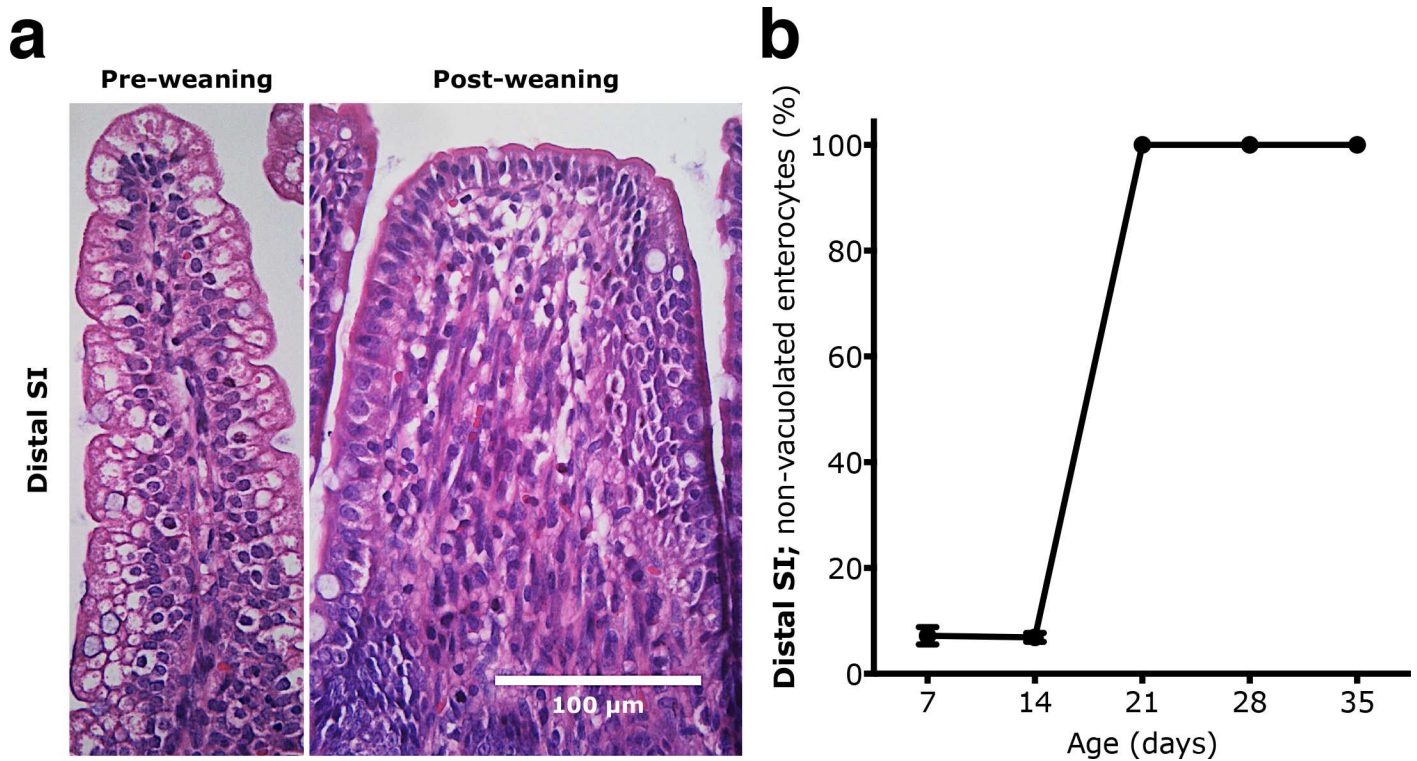 a
Pre-weaning
Post-weaning
Distal SI
100 µm
b
Distal SI; non-vacuolated enterocytes (%)
100
80
60
40
20
0
7 14 21 28 35
Age (days)